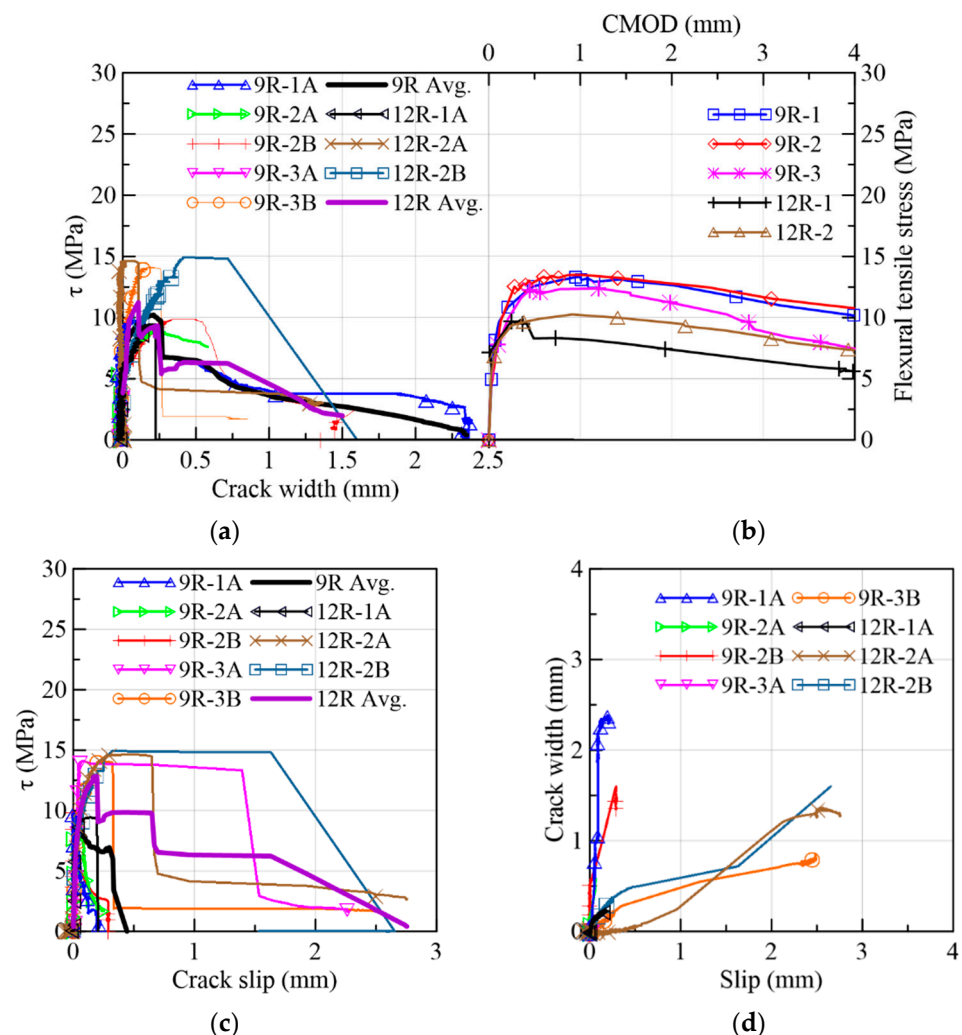 CMOD (mm)
0 1 2 3 4
30 9R-1A 9R Avg. 30
25 9R-2A 12R-1A 9R-1 25
20 9R-2B 12R-2A 9R-2 20
9R-3A 12R-2B 9R-3
9R-3B 12R Avg. 12R-1
15 12R-2 15
10 10
5 5
0 0
τ (MPa)
Flexural tensile stress (MPa)
0 0.5 1 1.5 2 2.5
Crack width (mm)
(a) (b)
30 9R-1A 9R Avg.
25 9R-2A 12R-1A
9R-2B 12R-2A
20 9R-3A 12R-2B
9R-3B 12R Avg.
15
10
5
0
τ (MPa)
0 1 2 3
Crack slip (mm)
(c)
4
9R-1A 9R-3B
9R-2A 12R-1A
3
9R-2B 12R-2A
9R-3A 12R-2B
2
1
0
Crack width (mm)
0 1 2 3 4
Slip (mm)
(d)